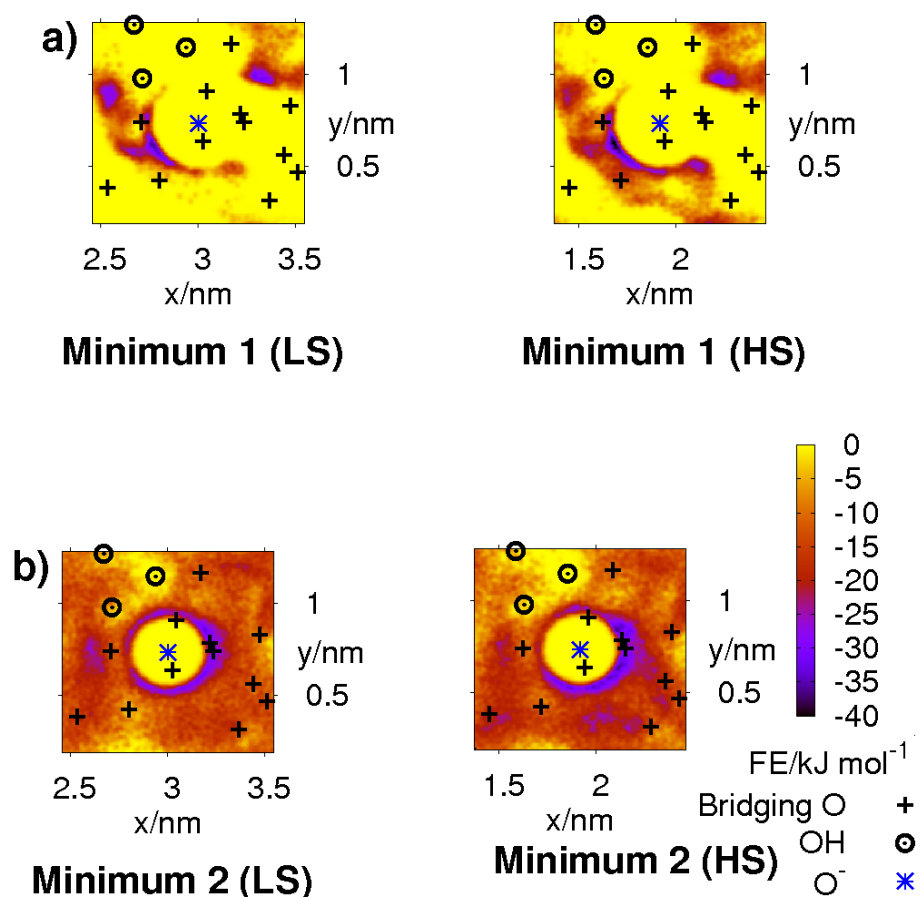 a)
1
y/nm
0.5
2.5 3 3.5
x/nm
Minimum 1 (LS)
1
y/nm
0.5
1.5 2
x/nm
Minimum 1 (HS)
b)
1
y/nm
0.5
2.5 3 3.5
x/nm
Minimum 2 (LS)
1
y/nm
0.5
1.5 2
x/nm
Minimum 2 (HS)
0
-5
-10
-15
-20
-25
-30
-35
-40
FE/kJ mol⁻¹
Bridging O
OH
O⁻